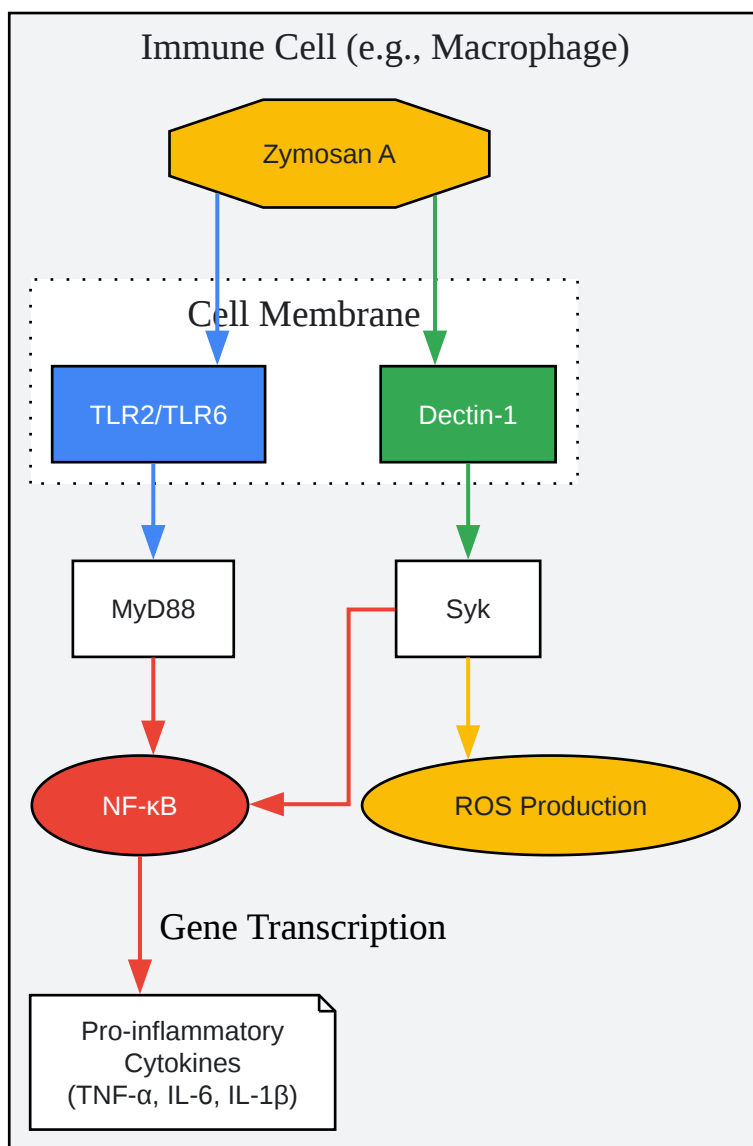 Immune Cell (e.g., Macrophage)
Zymosan A
Cell Membrane
TLR2/TLR6
Dectin-1
MyD88
Syk
NF-κB
ROS Production
Gene Transcription
Pro-inflammatory
Cytokines
(TNF-α, IL-6, IL-1β)